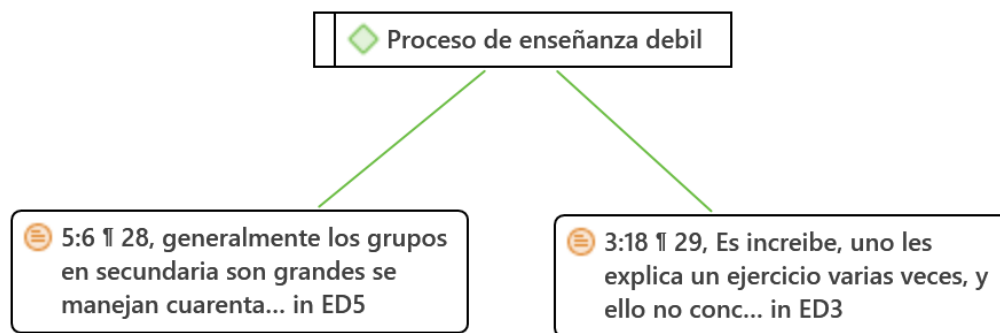 Proceso de enseñanza debil
5:6 ¶ 28, generalmente los grupos
en secundaria son grandes se
manejan cuarenta... in ED5
3:18 ¶ 29, Es increibe, uno les
explica un ejercicio varias veces, y
ello no conc... in ED3